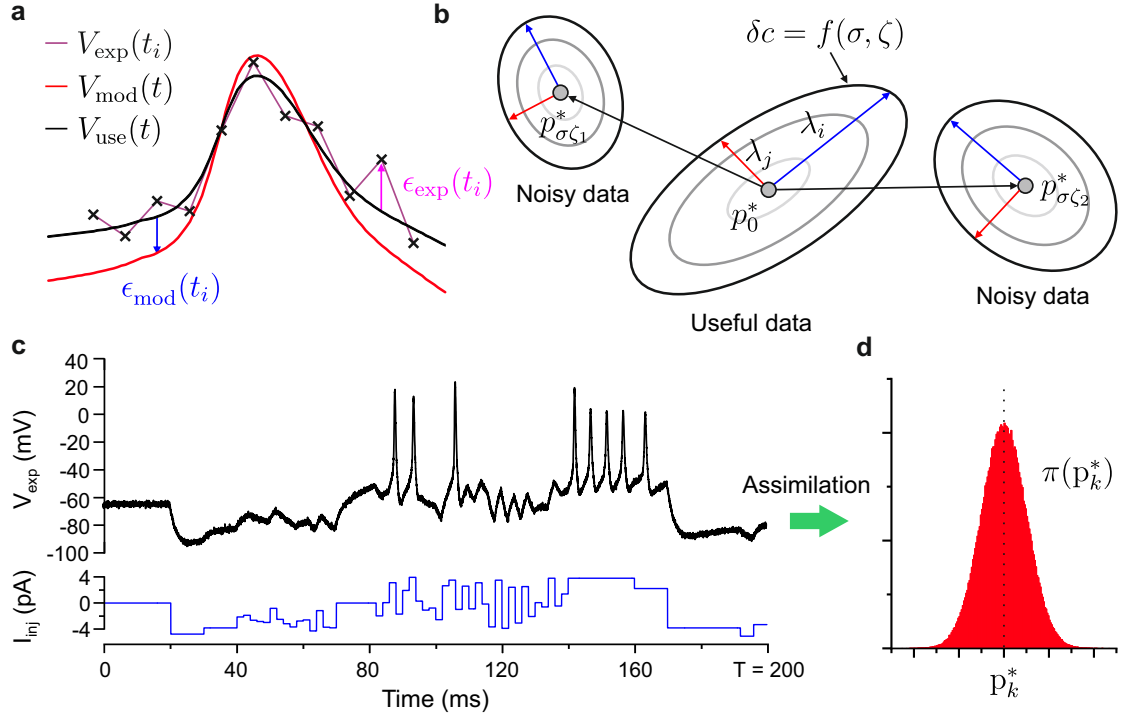 a
V_exp(t_i)
V_mod(t)
V_use(t)
ϵ_exp(t_i)
ϵ_mod(t_i)
b
δc = f(σ, ζ)
λ_i
λ_j
p*_σζ₁
p*_0
p*_σζ₂
Noisy data
Useful data
Noisy data
c
V_exp (mV)
40
20
0
-20
-40
-60
-80
-100
I_inj (pA)
4
0
-4
0
40
80
120
160
T = 200
Time (ms)
Assimilation
d
π(p*_k)
p*_k